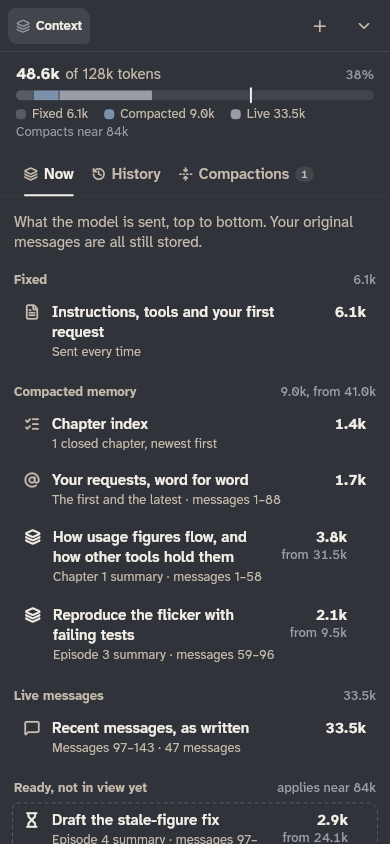 Context
48.6k of 128k tokens
38%
Fixed 6.1k
Compacted 9.0k
Live 33.5k
Compacts near 84k
Now
History
Compactions 1
What the model is sent, top to bottom. Your original
messages are all still stored.
Fixed
6.1k
Instructions, tools and your first
request
6.1k
Sent every time
Compacted memory
9.0k, from 41.0k
Chapter index
1.4k
1 closed chapter, newest first
Your requests, word for word
1.7k
The first and the latest · messages 1–88
How usage figures flow, and
how other tools hold them
3.8k
from 31.5k
Chapter 1 summary · messages 1–58
Reproduce the flicker with
failing tests
2.1k
from 9.5k
Episode 3 summary · messages 59–96
Live messages
33.5k
Recent messages, as written
33.5k
Messages 97–143 · 47 messages
Ready, not in view yet
applies near 84k
Draft the stale-figure fix
2.9k
Episode 4 summary · messages 97–
from 24.1k